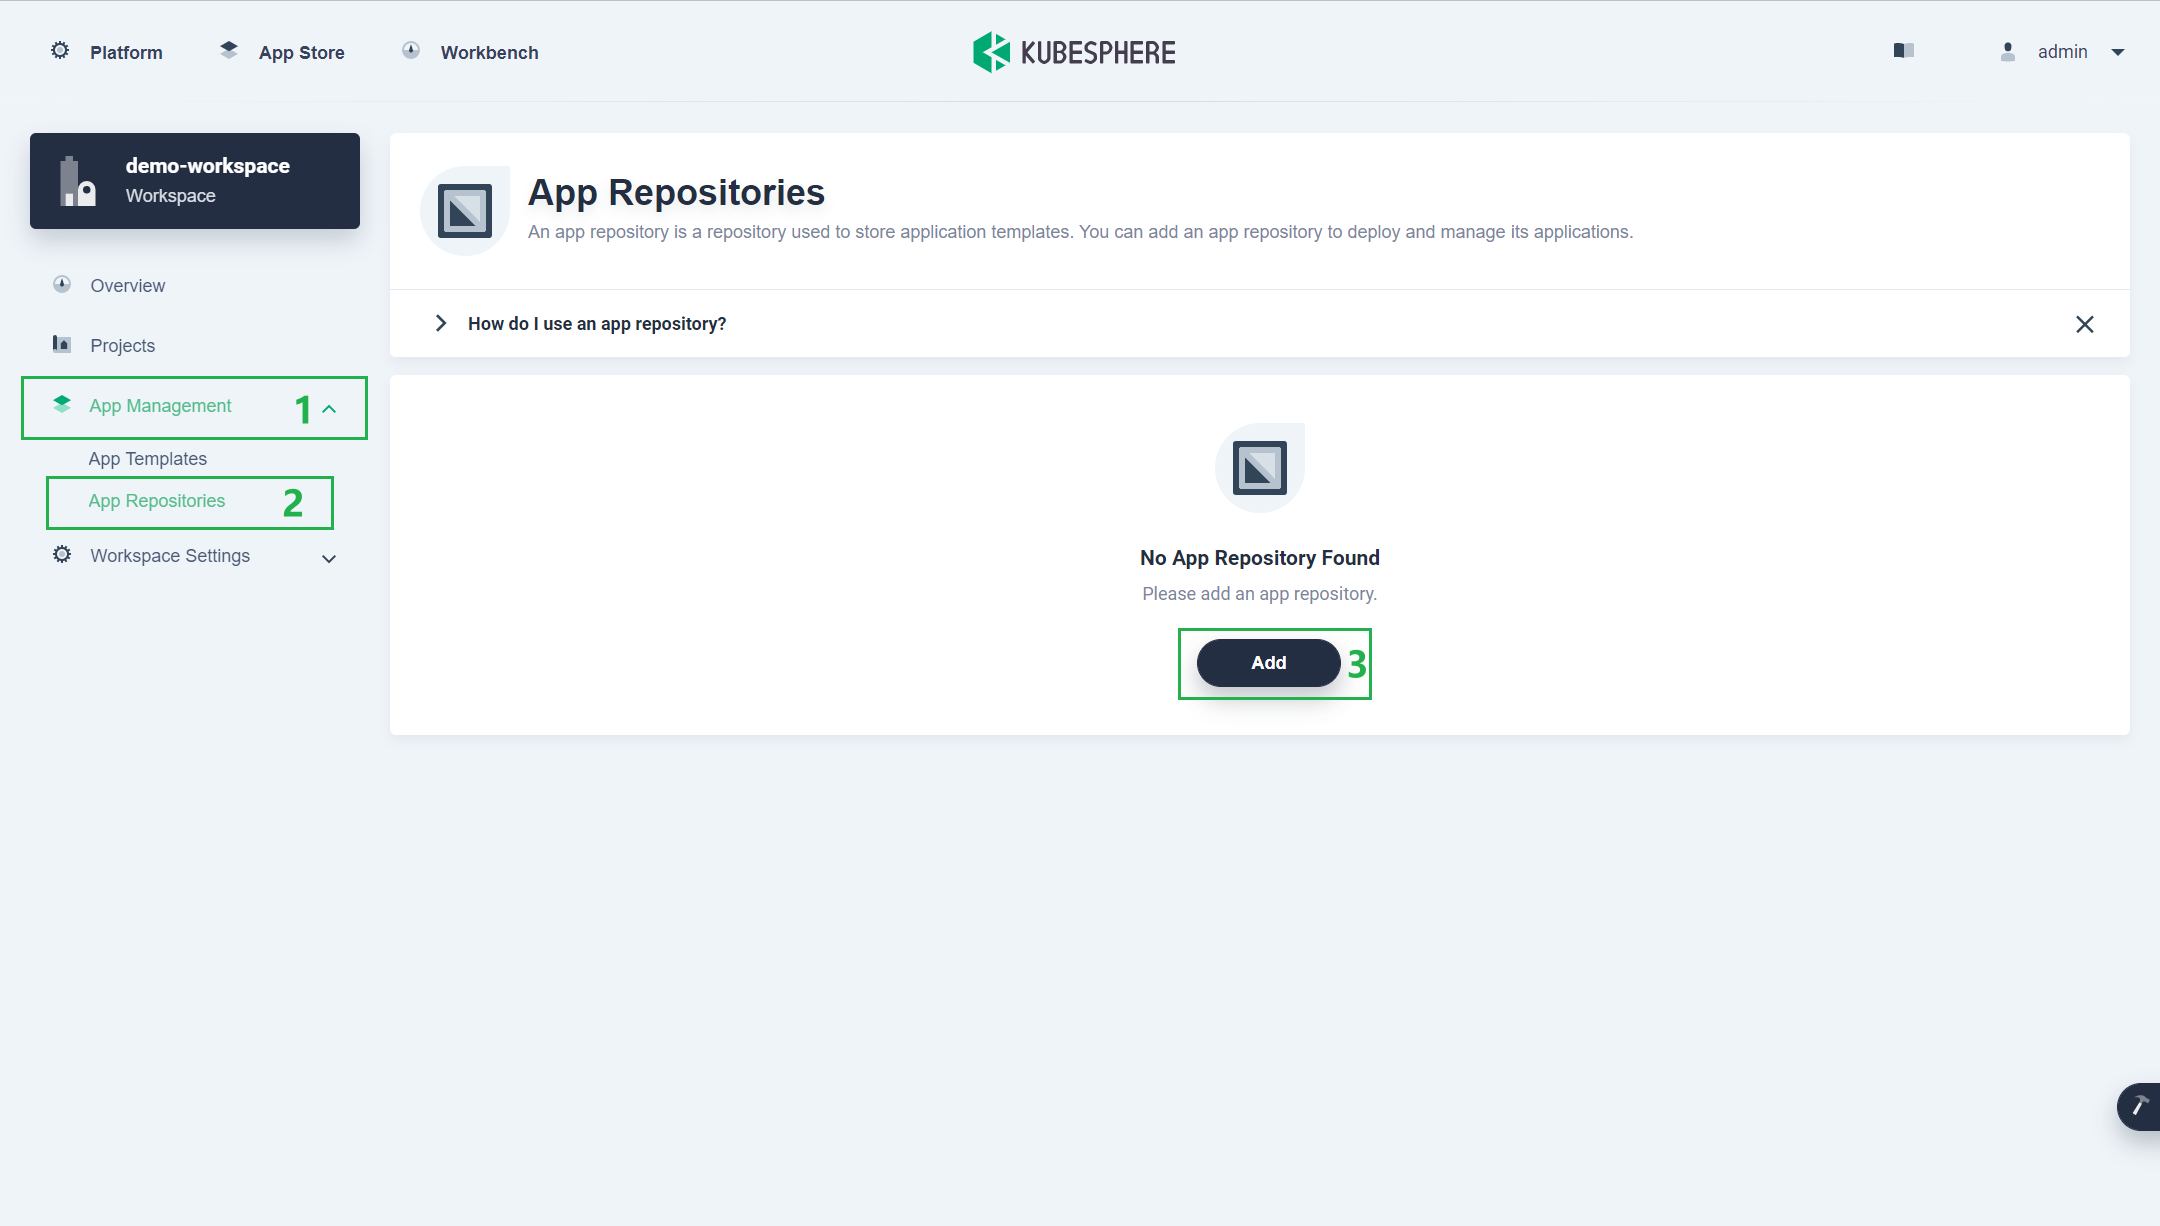 Platform
App Store
Workbench
KUBESPHERE
admin
demo-workspace
Workspace
Overview
Projects
App Management 1
App Templates
App Repositories 2
Workspace Settings
App Repositories
An app repository is a repository used to store application templates. You can add an app repository to deploy and manage its applications.
How do I use an app repository?
No App Repository Found
Please add an app repository.
Add 3